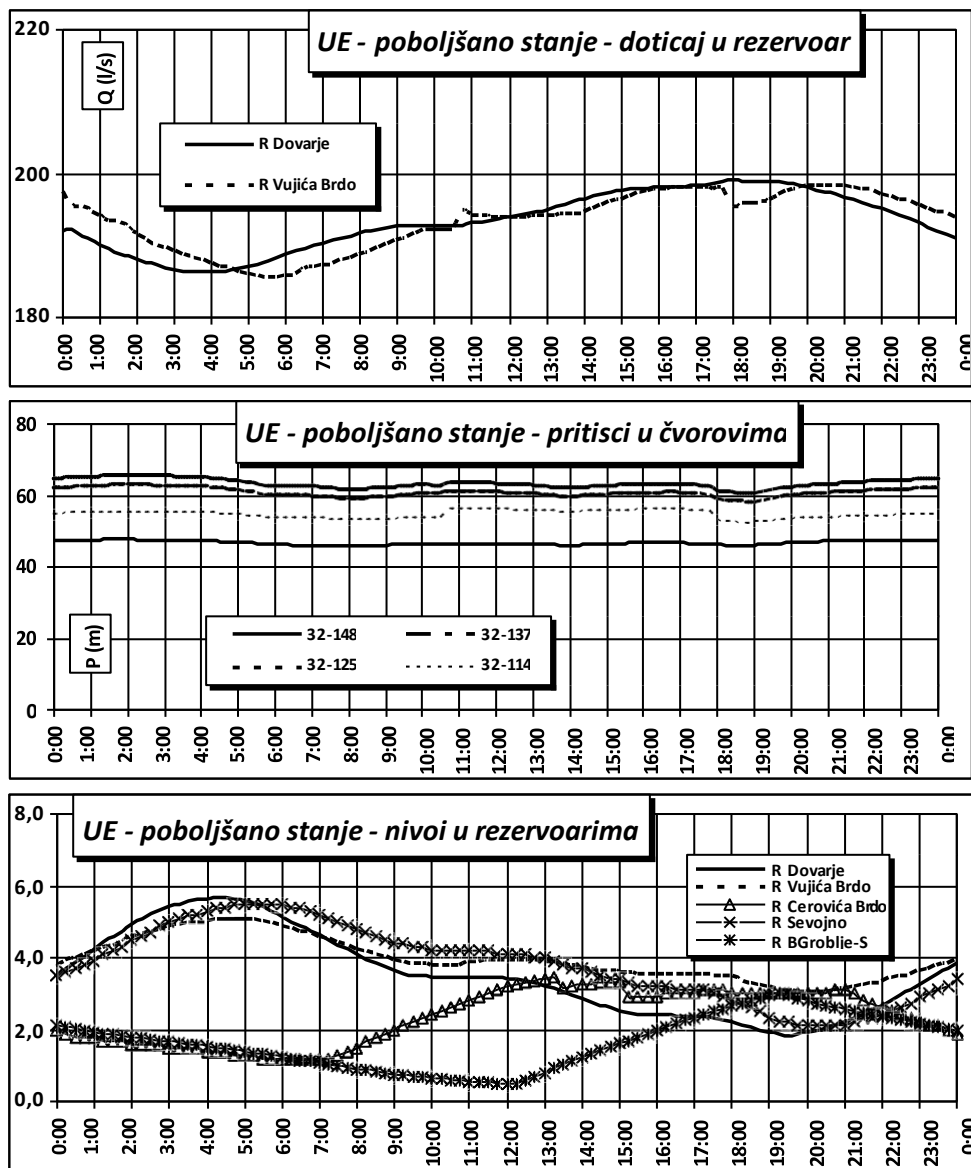 UE - poboljšano stanje - doticaj u rezervoar
Q (l/s)
220
200
180
R Dovarje
R Vujića Brdo
0:00 1:00 2:00 3:00 4:00 5:00 6:00 7:00 8:00 9:00 10:00 11:00 12:00 13:00 14:00 15:00 16:00 17:00 18:00 19:00 20:00 21:00 22:00 23:00 0:00
UE - poboljšano stanje - pritisci u čvorovima
P (m)
80
60
40
20
0
32-148 32-137
32-125 32-114
0:00 1:00 2:00 3:00 4:00 5:00 6:00 7:00 8:00 9:00 10:00 11:00 12:00 13:00 14:00 15:00 16:00 17:00 18:00 19:00 20:00 21:00 22:00 23:00 0:00
UE - poboljšano stanje - nivoi u rezervoarima
8,0
6,0
4,0
2,0
0,0
R Dovarje
R Vujića Brdo
R Cerovića Brdo
R Sevojno
R BGroblje-S
0:00 1:00 2:00 3:00 4:00 5:00 6:00 7:00 8:00 9:00 10:00 11:00 12:00 13:00 14:00 15:00 16:00 17:00 18:00 19:00 20:00 21:00 22:00 23:00 0:00